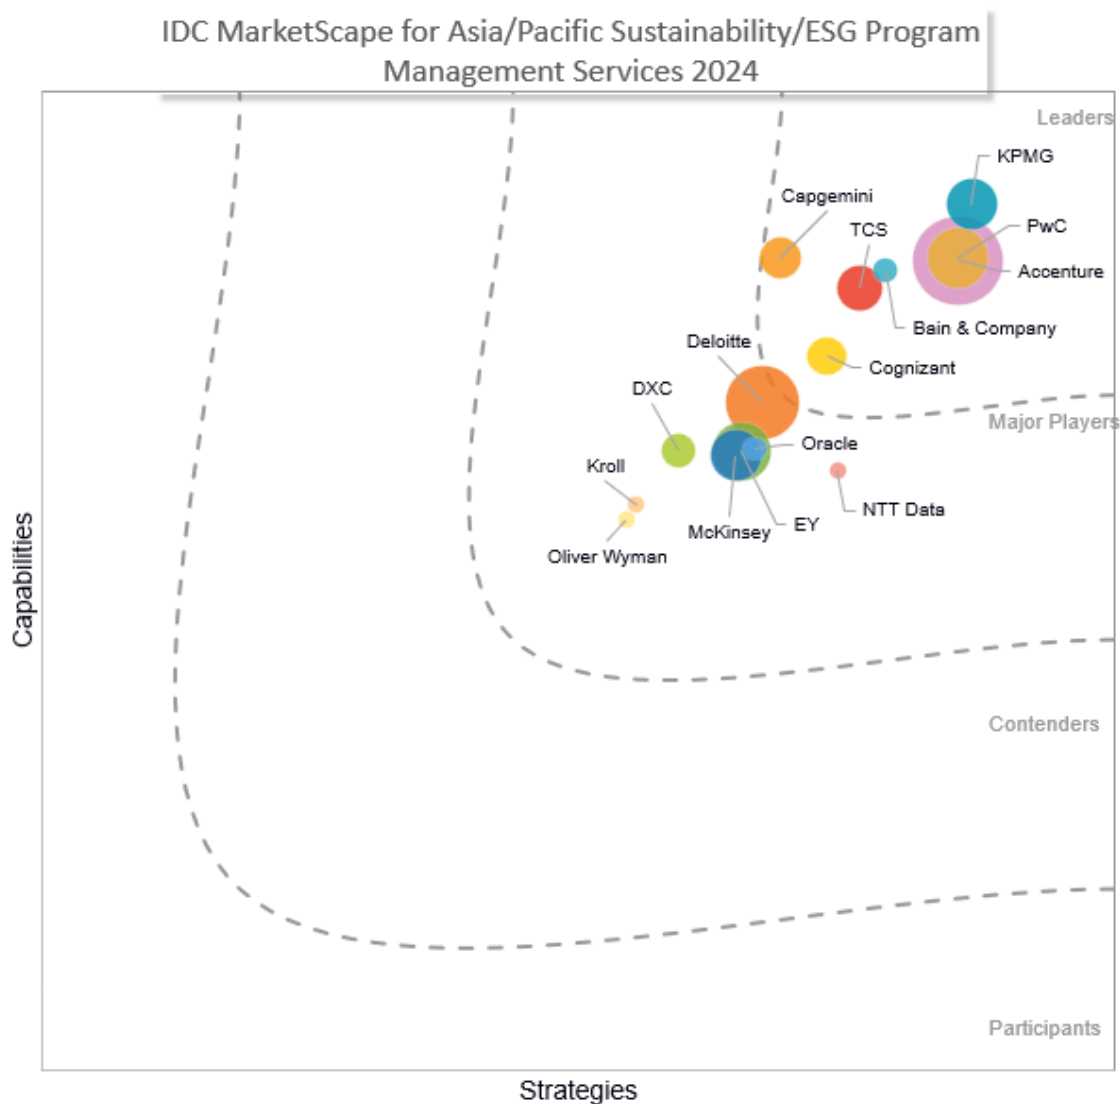 IDC MarketScape for Asia/Pacific Sustainability/ESG Program
Management Services 2024
Leaders
KPMG
Capgemini
PwC
TCS
Accenture
Bain & Company
Deloitte
Cognizant
DXC
Major Players
Oracle
Kroll
NTT Data
EY
McKinsey
Oliver Wyman
Capabilities
Contenders
Participants
Strategies